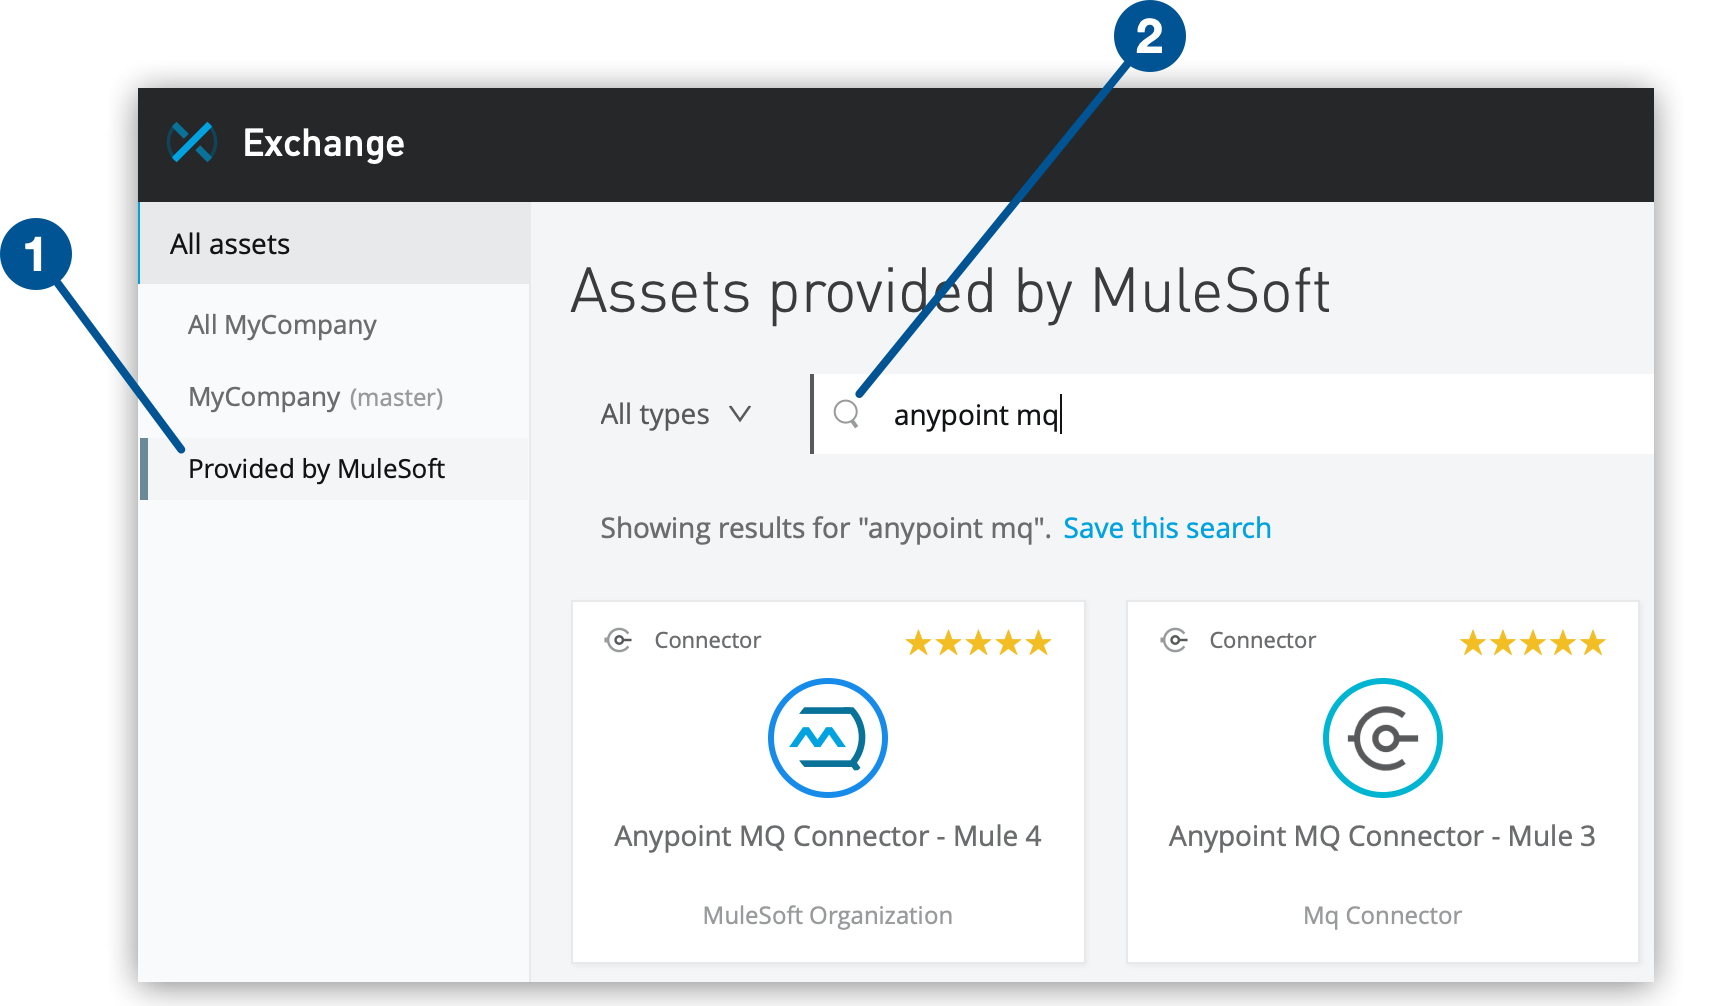 2
Exchange
1
All assets
All MyCompany
MyCompany (master)
Provided by MuleSoft
Assets provided by MuleSoft
All types
anypoint mq
Showing results for "anypoint mq". Save this search
Connector
Anypoint MQ Connector - Mule 4
MuleSoft Organization
Connector
Anypoint MQ Connector - Mule 3
Mq Connector